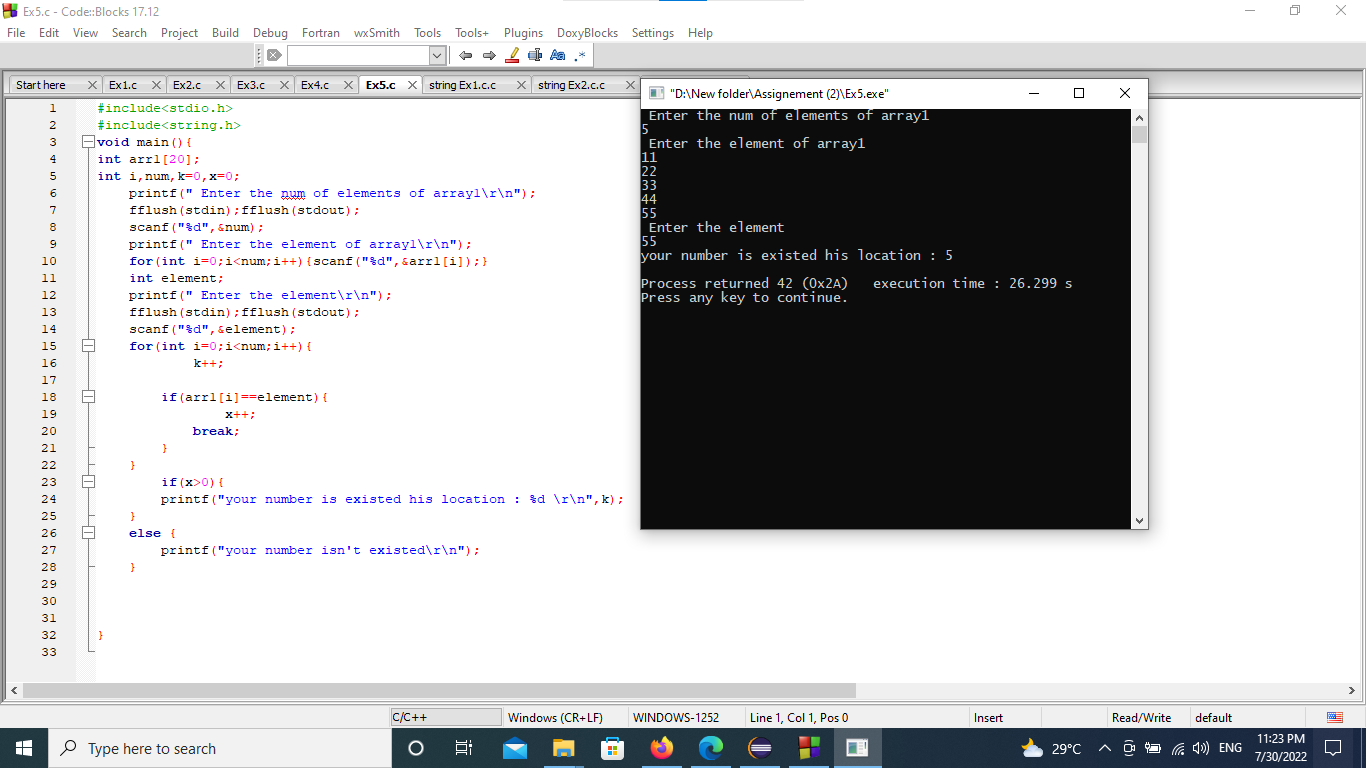 Ex5.c - Code::Blocks 17.12
File Edit View Search Project Build Debug Fortran wxSmith Tools Tools+ Plugins DoxyBlocks Settings Help
Start here Ex1.c Ex2.c Ex3.c Ex4.c Ex5.c string Ex1.c.c string Ex2.c.c
1 #include<stdio.h>
2 #include<string.h>
3 void main(){
4 int arr1[20];
5 int i,num,k=0,x=0;
6 printf(" Enter the num of elements of array1\r\n");
7 fflush(stdin);fflush(stdout);
8 scanf("%d",&num);
9 printf(" Enter the element of array1\r\n");
10 for(int i=0;i<num;i++){scanf("%d",&arr1[i]);}
11 int element;
12 printf(" Enter the element\r\n");
13 fflush(stdin);fflush(stdout);
14 scanf("%d",&element);
15 for(int i=0;i<num;i++){
16 k++;
17
18 if(arr1[i]==element){
19 x++;
20 break;
21 }
22 }
23 if(x>0){
24 printf("your number is existed his location : %d \r\n",k);
25 }
26 else {
27 printf("your number isn't existed\r\n");
28 }
29
30
31
32 }
33
"D:\New folder\Assignement (2)\Ex5.exe"
Enter the num of elements of array1
5
Enter the element of array1
11
22
33
44
55
Enter the element
55
your number is existed his location : 5
Process returned 42 (0x2A) execution time : 26.299 s
Press any key to continue.
C/C++ Windows (CR+LF) WINDOWS-1252 Line 1, Col 1, Pos 0 Insert Read/Write default
Type here to search
29°C ENG
11:23 PM
7/30/2022